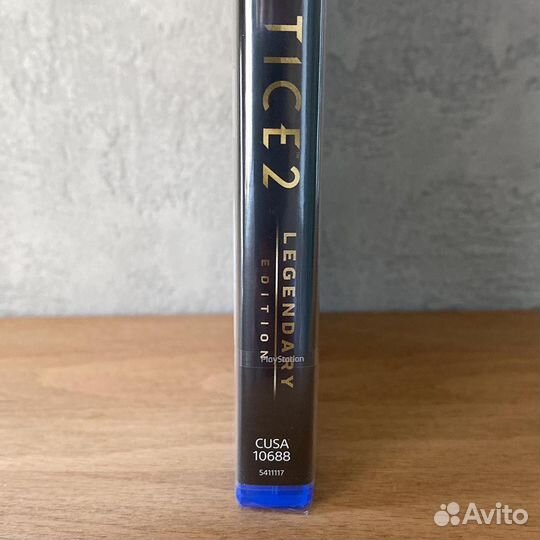 TICE 2
LEGENDARY
EDITION
PlayStation
CUSA
10688
5411117
Avito